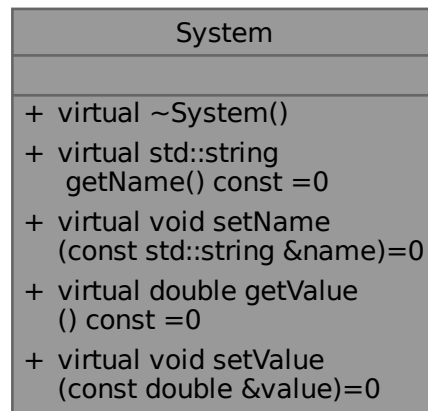 System
+ virtual ~System()
+ virtual std::string
getName() const =0
+ virtual void setName
(const std::string &name)=0
+ virtual double getValue
() const =0
+ virtual void setValue
(const double &value)=0